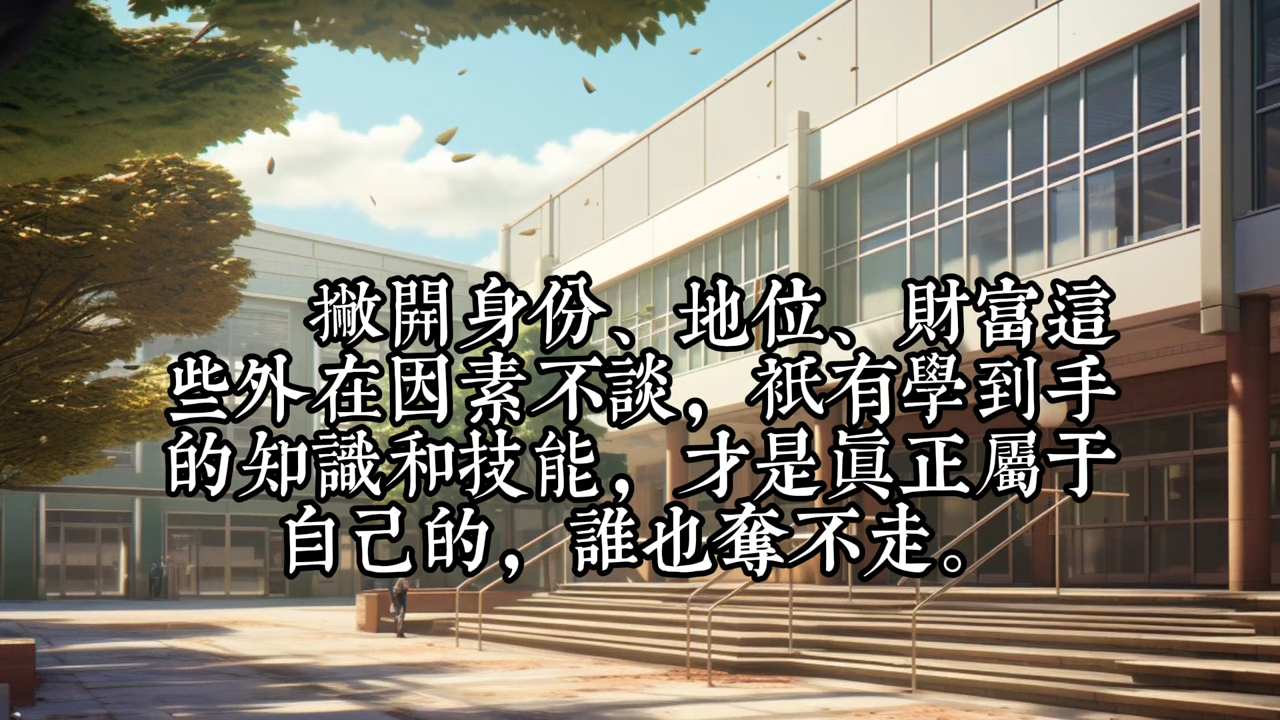 撇開身份、地位、財富這
些外在因素不談，衹有學到手
的知識和技能，才是眞正屬于
自己的，誰也奪不走。